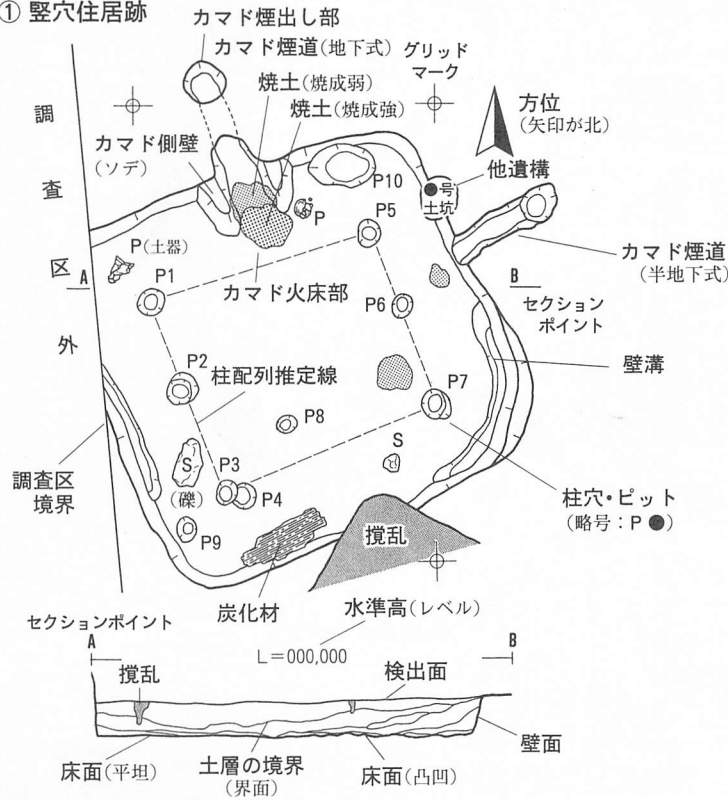 ① 竪穴住居跡
カマド煙出し部
カマド煙道(地下式)
グリッド
マーク
焼土(焼成弱)
焼土(焼成強)
方位
(矢印が北)
調査区外
カマド側壁
(ソデ)
他遺構
P10
●号
土坑
P
P5
P(土器)
カマド煙道
(半地下式)
A
P1
カマド火床部
P6
B
セクション
ポイント
P2
柱配列推定線
壁溝
P7
P8
S
調査区
境界
S
(礫)
P3
P4
柱穴・ピット
(略号:P ●)
P9
撹乱
炭化材
水準高(レベル)
セクションポイント
A
L=000,000
B
撹乱
検出面
床面(平坦)
土層の境界
(界面)
床面(凸凹)
壁面